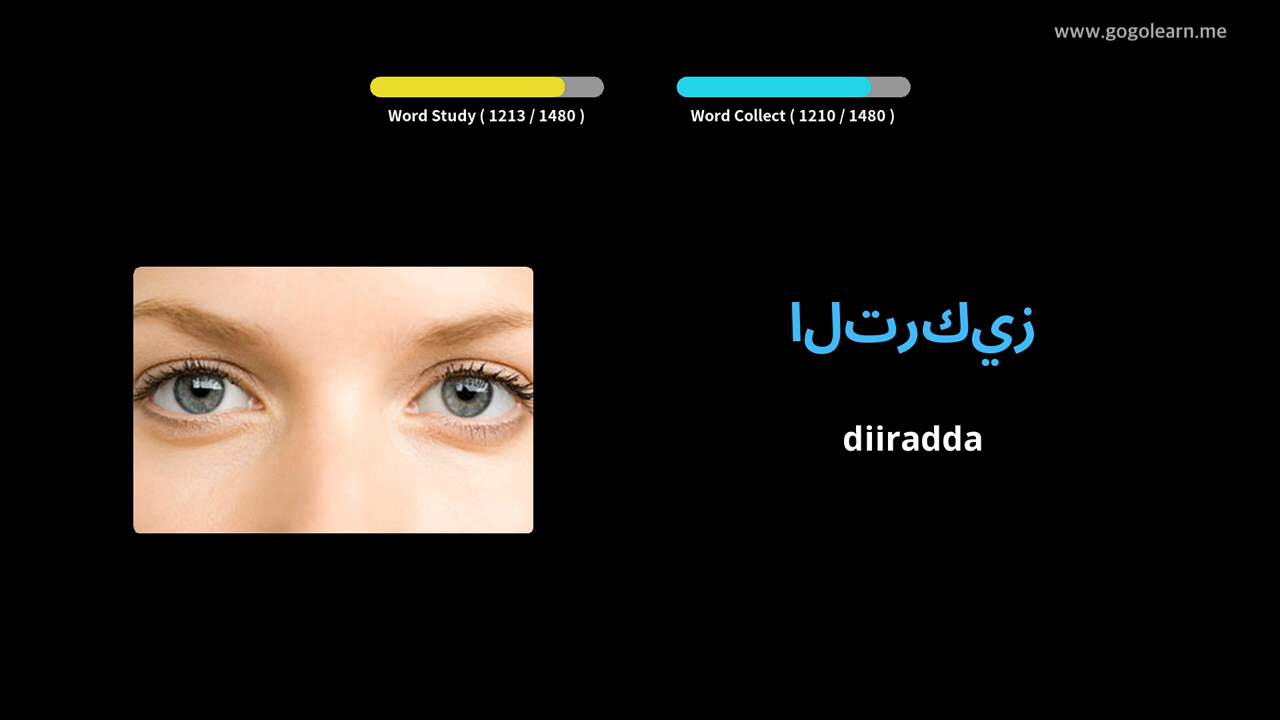 www.gogolearn.me
Word Study ( 1213 / 1480 )
Word Collect ( 1210 / 1480 )
التركيز
diiradda